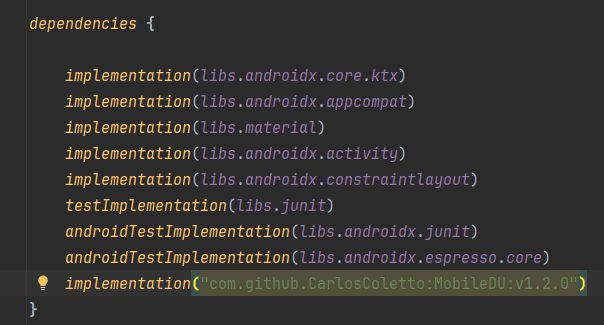 dependencies {
implementation(libs.androidx.core.ktx)
implementation(libs.androidx.appcompat)
implementation(libs.material)
implementation(libs.androidx.activity)
implementation(libs.androidx.constraintlayout)
testImplementation(libs.junit)
androidTestImplementation(libs.androidx.junit)
androidTestImplementation(libs.androidx.espresso.core)
implementation("com.github.CarlosColetto:MobileDU:v1.2.0")
}